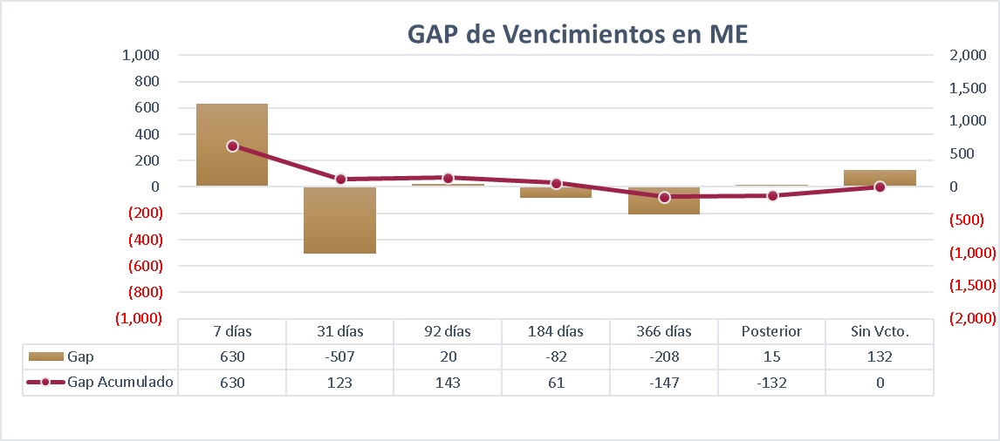 GAP de Vencimientos en ME
1,000 2,000
800 1,500
600 1,000
400 500
200 0
0 (500)
(200) (1,000)
(400) (1,500)
(600) (2,000)
(800)
(1,000)
7 días 31 días 92 días 184 días 366 días Posterior Sin Vcto.
Gap 630 -507 20 -82 -208 15 132
Gap Acumulado 630 123 143 61 -147 -132 0